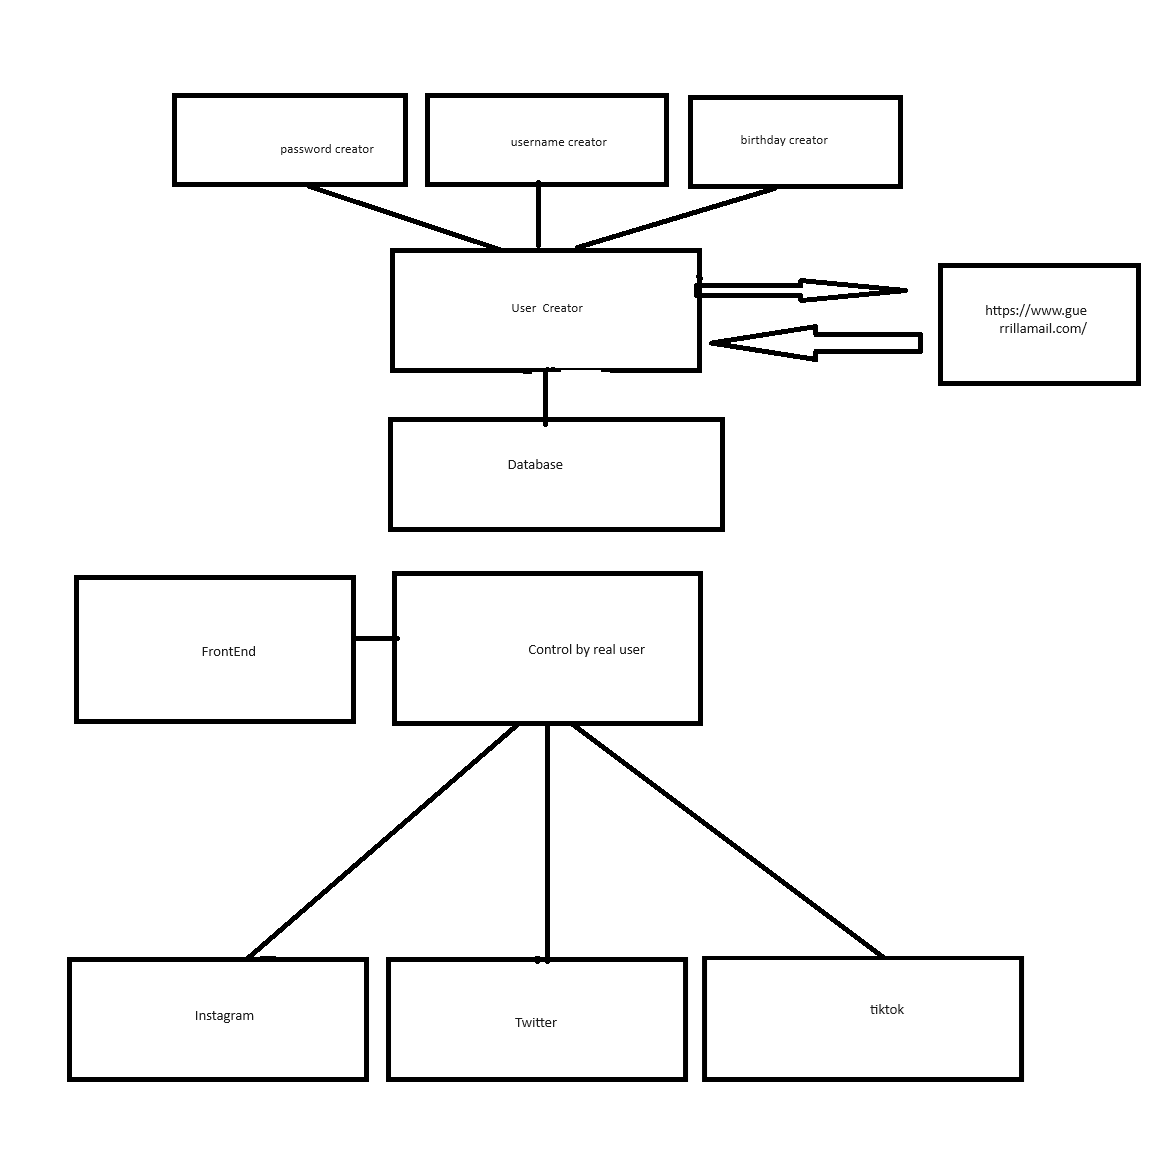 password creator
username creator
birthday creator
User  Creator
https://www.gue
rrillamail.com/
Database
FrontEnd
Control by real user
Instagram
Twitter
tiktok